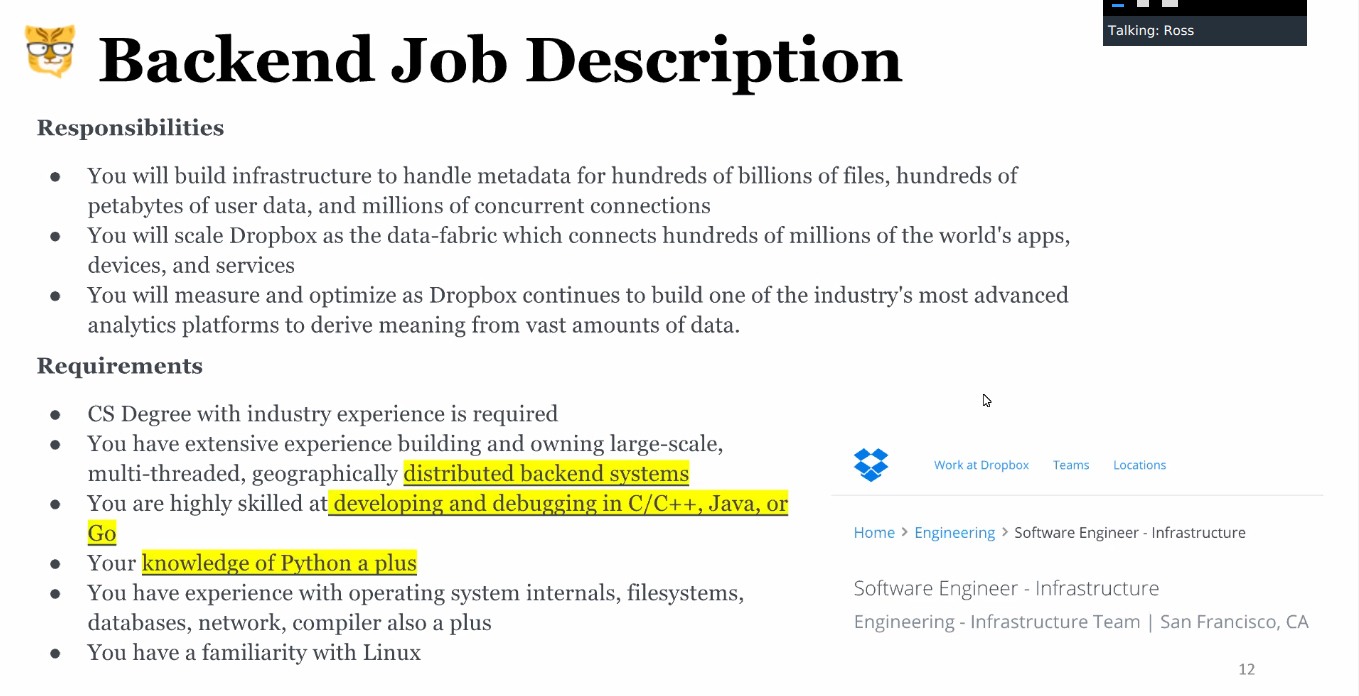 Talking: Ross
Backend Job Description
Responsibilities
● You will build infrastructure to handle metadata for hundreds of billions of files, hundreds of
petabytes of user data, and millions of concurrent connections
● You will scale Dropbox as the data-fabric which connects hundreds of millions of the world's apps,
devices, and services
● You will measure and optimize as Dropbox continues to build one of the industry's most advanced
analytics platforms to derive meaning from vast amounts of data.
Requirements
● CS Degree with industry experience is required
● You have extensive experience building and owning large-scale,
multi-threaded, geographically distributed backend systems
● You are highly skilled at developing and debugging in C/C++, Java, or
Go
● Your knowledge of Python a plus
● You have experience with operating system internals, filesystems,
databases, network, compiler also a plus
● You have a familiarity with Linux
Work at Dropbox Teams Locations
Home > Engineering > Software Engineer - Infrastructure
Software Engineer - Infrastructure
Engineering - Infrastructure Team | San Francisco, CA
12